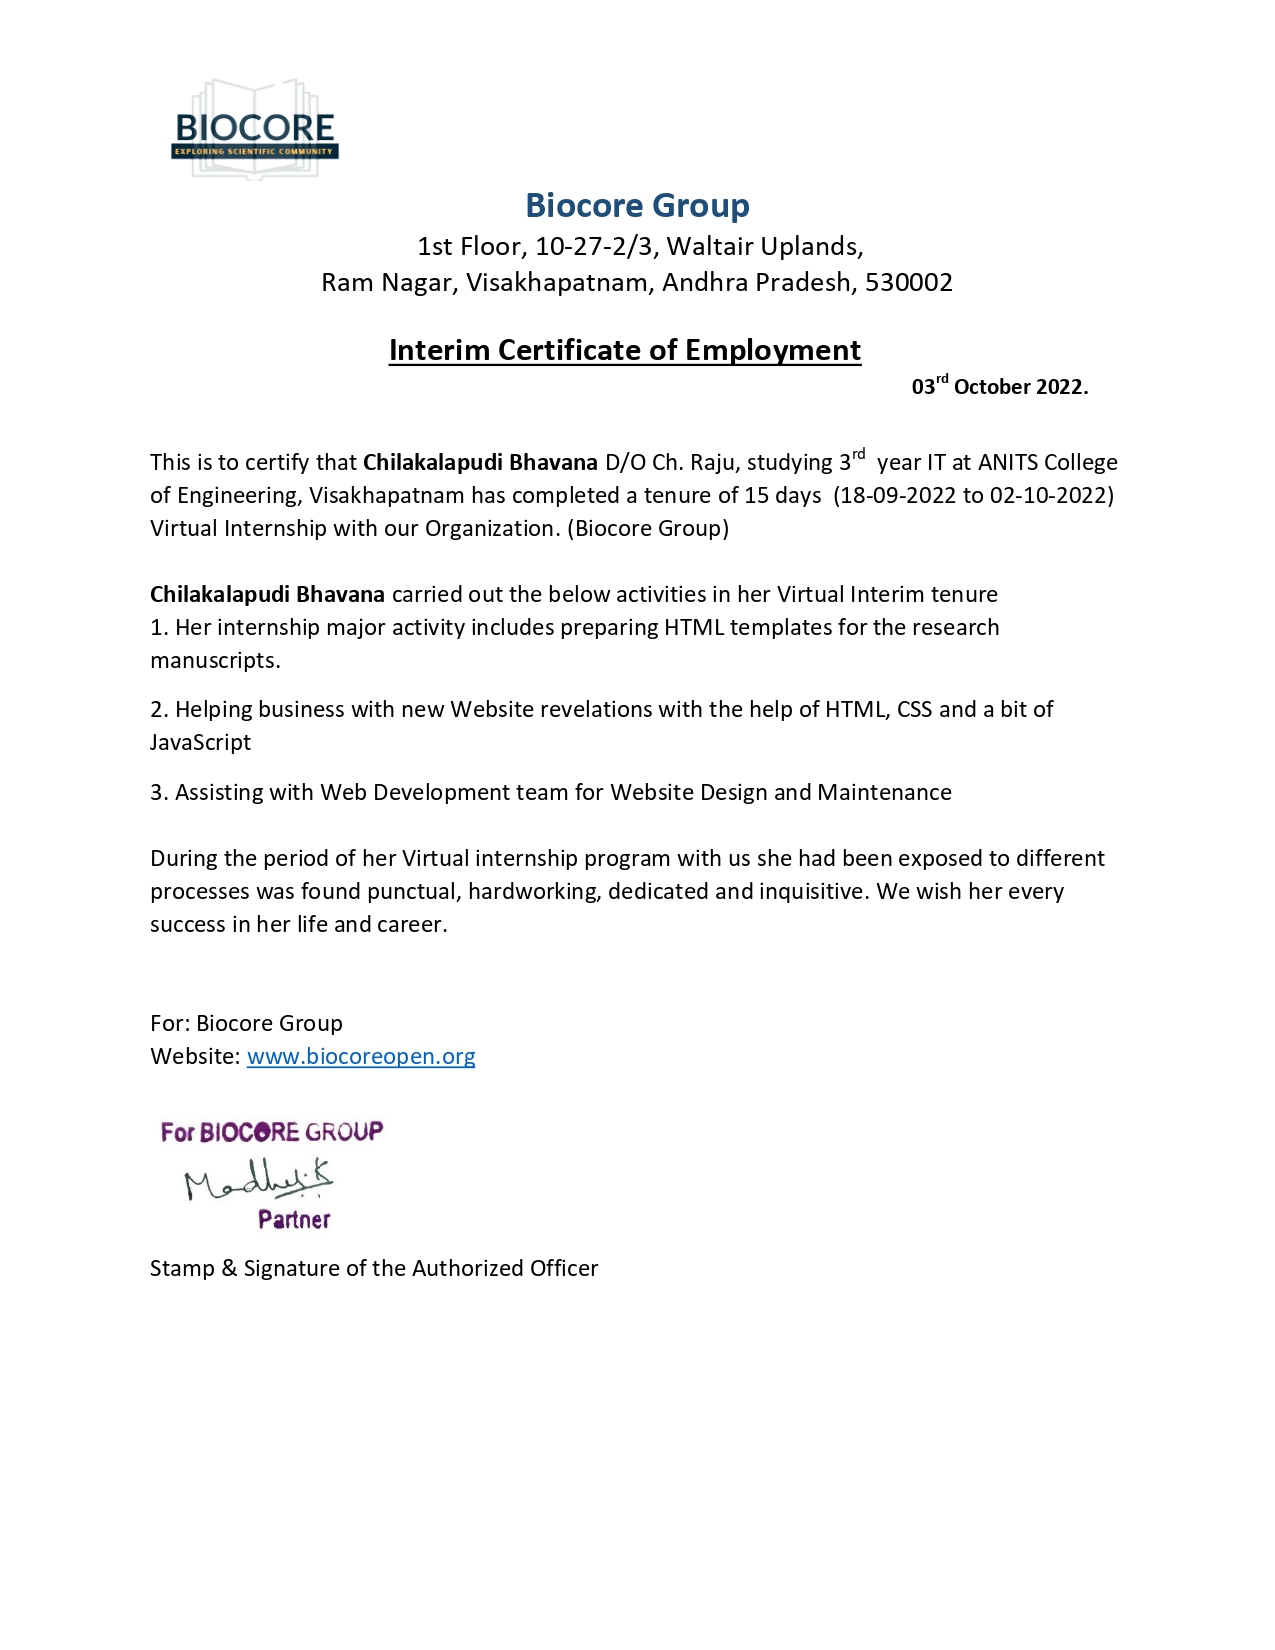 BIOCORE
EXPLORING SCIENTIFIC COMMUNITY
Biocore Group
1st Floor, 10-27-2/3, Waltair Uplands,
Ram Nagar, Visakhapatnam, Andhra Pradesh, 530002
Interim Certificate of Employment
03rd October 2022.
This is to certify that Chilakalapudi Bhavana D/O Ch. Raju, studying 3rd year IT at ANITS College
of Engineering, Visakhapatnam has completed a tenure of 15 days (18-09-2022 to 02-10-2022)
Virtual Internship with our Organization. (Biocore Group)
Chilakalapudi Bhavana carried out the below activities in her Virtual Interim tenure
1. Her internship major activity includes preparing HTML templates for the research
manuscripts.
2. Helping business with new Website revelations with the help of HTML, CSS and a bit of
JavaScript
3. Assisting with Web Development team for Website Design and Maintenance
During the period of her Virtual internship program with us she had been exposed to different
processes was found punctual, hardworking, dedicated and inquisitive. We wish her every
success in her life and career.
For: Biocore Group
Website: www.biocoreopen.org
For BIOCORE GROUP
Partner
Stamp & Signature of the Authorized Officer